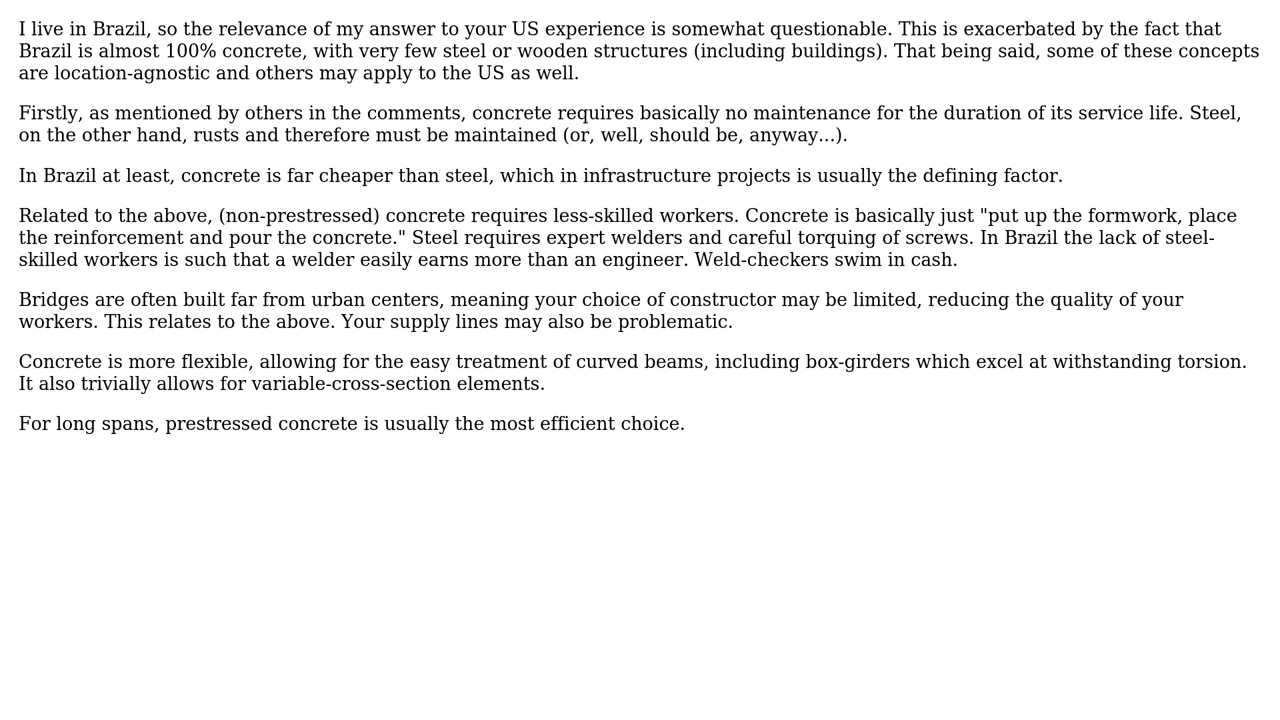 I live in Brazil, so the relevance of my answer to your US experience is somewhat questionable. This is exacerbated by the fact that
Brazil is almost 100% concrete, with very few steel or wooden structures (including buildings). That being said, some of these concepts
are location-agnostic and others may apply to the US as well.
Firstly, as mentioned by others in the comments, concrete requires basically no maintenance for the duration of its service life. Steel,
on the other hand, rusts and therefore must be maintained (or, well, should be, anyway...).
In Brazil at least, concrete is far cheaper than steel, which in infrastructure projects is usually the defining factor.
Related to the above, (non-prestressed) concrete requires less-skilled workers. Concrete is basically just "put up the formwork, place
the reinforcement and pour the concrete." Steel requires expert welders and careful torquing of screws. In Brazil the lack of steel-
skilled workers is such that a welder easily earns more than an engineer. Weld-checkers swim in cash.
Bridges are often built far from urban centers, meaning your choice of constructor may be limited, reducing the quality of your
workers. This relates to the above. Your supply lines may also be problematic.
Concrete is more flexible, allowing for the easy treatment of curved beams, including box-girders which excel at withstanding torsion.
It also trivially allows for variable-cross-section elements.
For long spans, prestressed concrete is usually the most efficient choice.